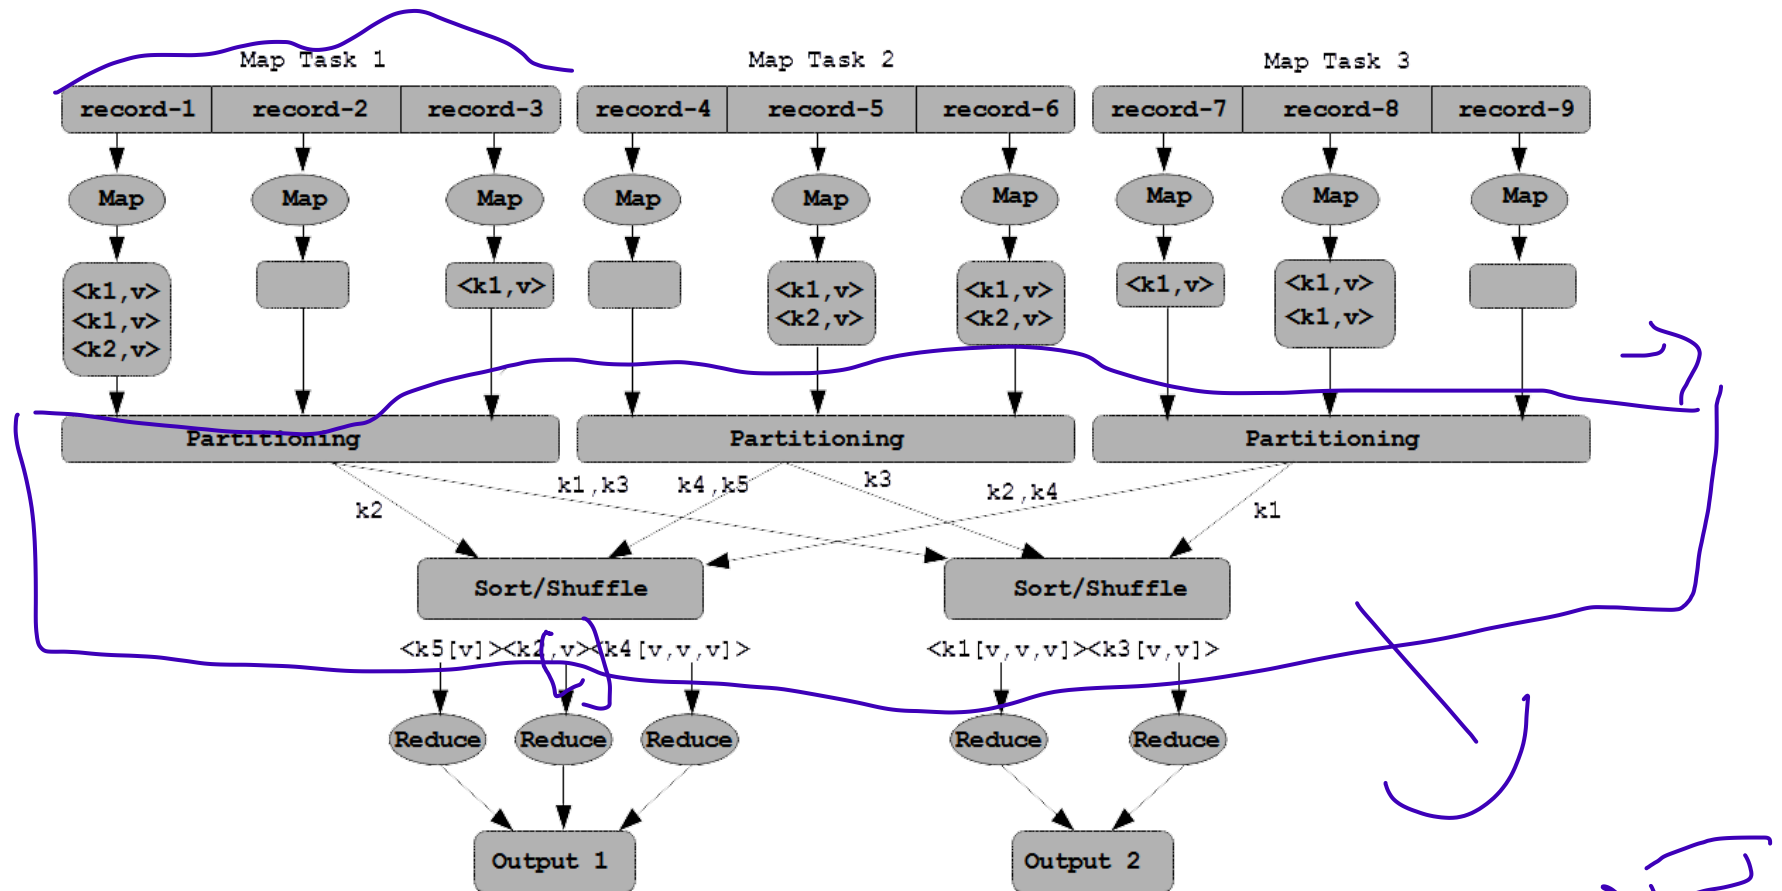 Map Task 1 Map Task 2 Map Task 3
record-1 record-2 record-3 record-4 record-5 record-6 record-7 record-8 record-9
Map Map Map Map Map Map Map Map Map
<k1,v> <k1,v> <k1,v> <k1,v> <k1,v> <k1,v>
<k1,v> <k2,v> <k2,v> <k1,v>
<k2,v>
Partitioning Partitioning Partitioning
k2 k1,k3 k4,k5 k3 k2,k4 k1
Sort/Shuffle Sort/Shuffle
<k5[v]><k2,v><k4[v,v,v]> <k1[v,v,v]><k3[v,v]>
Reduce Reduce Reduce Reduce Reduce
Output 1 Output 2